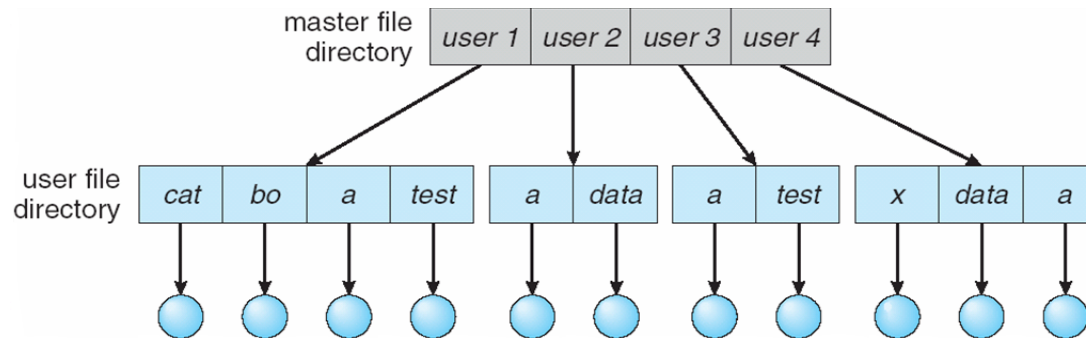 master file directory
user 1 user 2 user 3 user 4
user file directory
cat bo a test a data a test x data a